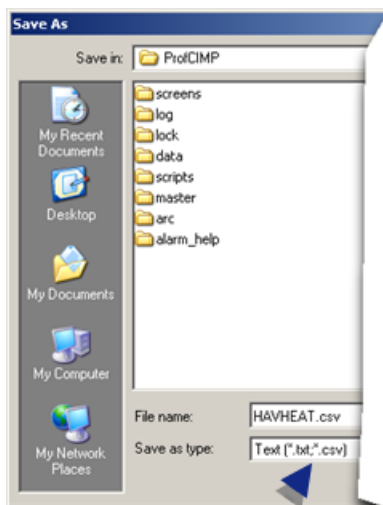 Save As
Save in:
ProfCIMP
My Recent
Documents
Desktop
My Documents
My Computer
My Network
Places
screens
log
lock
data
scripts
master
arc
alarm_help
File name:
HAVHEAT.csv
Save as type:
Text (*.txt;*.csv)